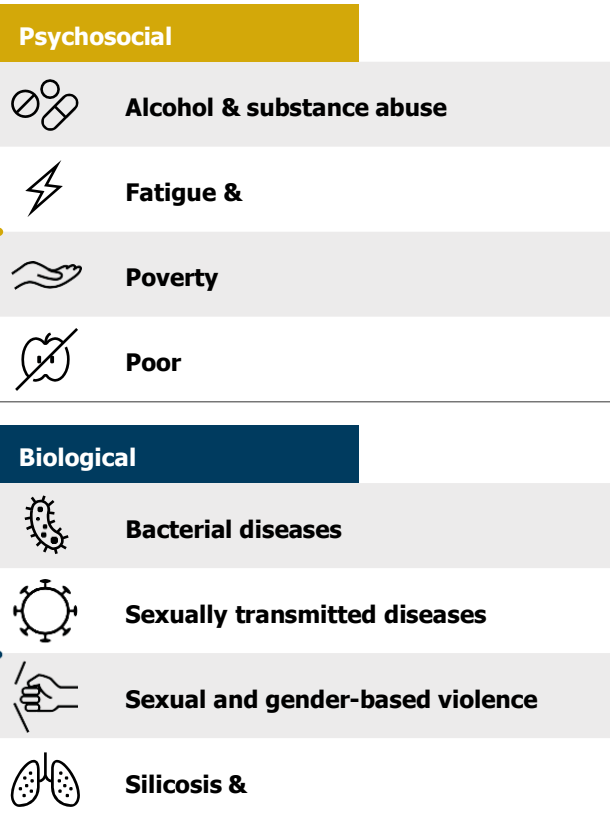 Psychosocial
Alcohol & substance abuse
Fatigue &
Poverty
Poor
Biological
Bacterial diseases
Sexually transmitted diseases
Sexual and gender-based violence
Silicosis &